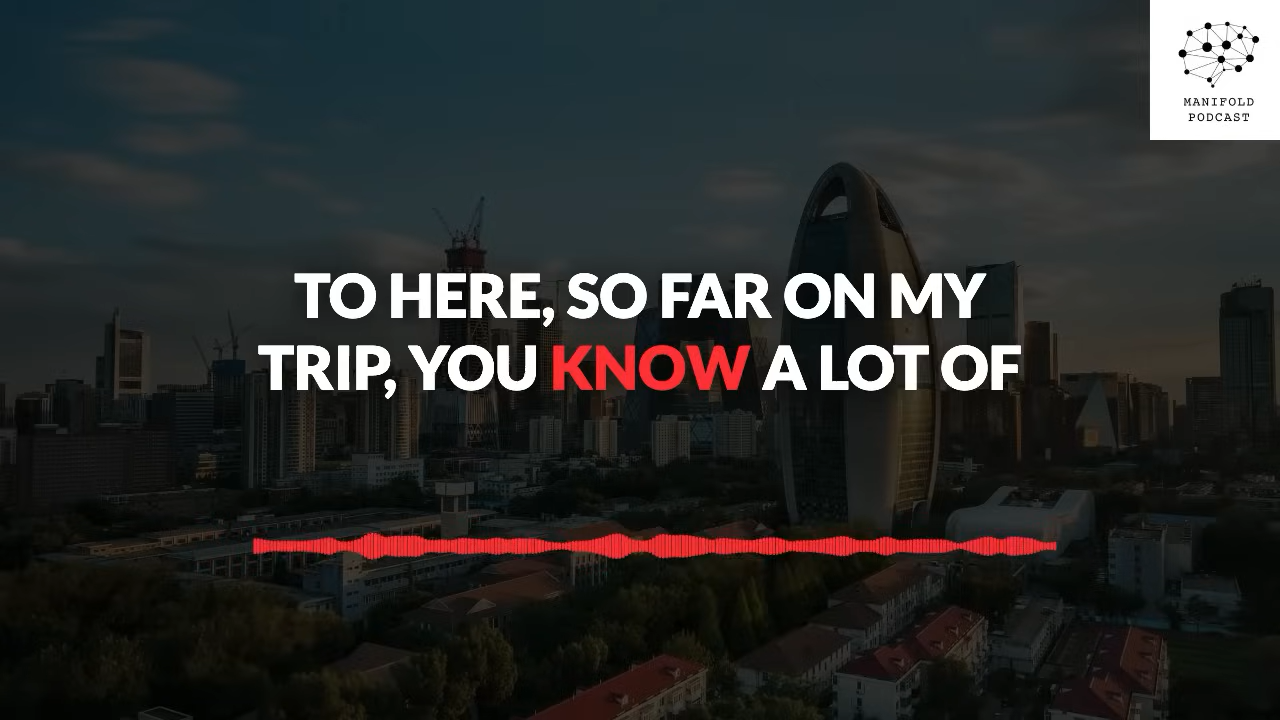 MANIFOLD
PODCAST
TO HERE, SO FAR ON MY
TRIP, YOU KNOW A LOT OF